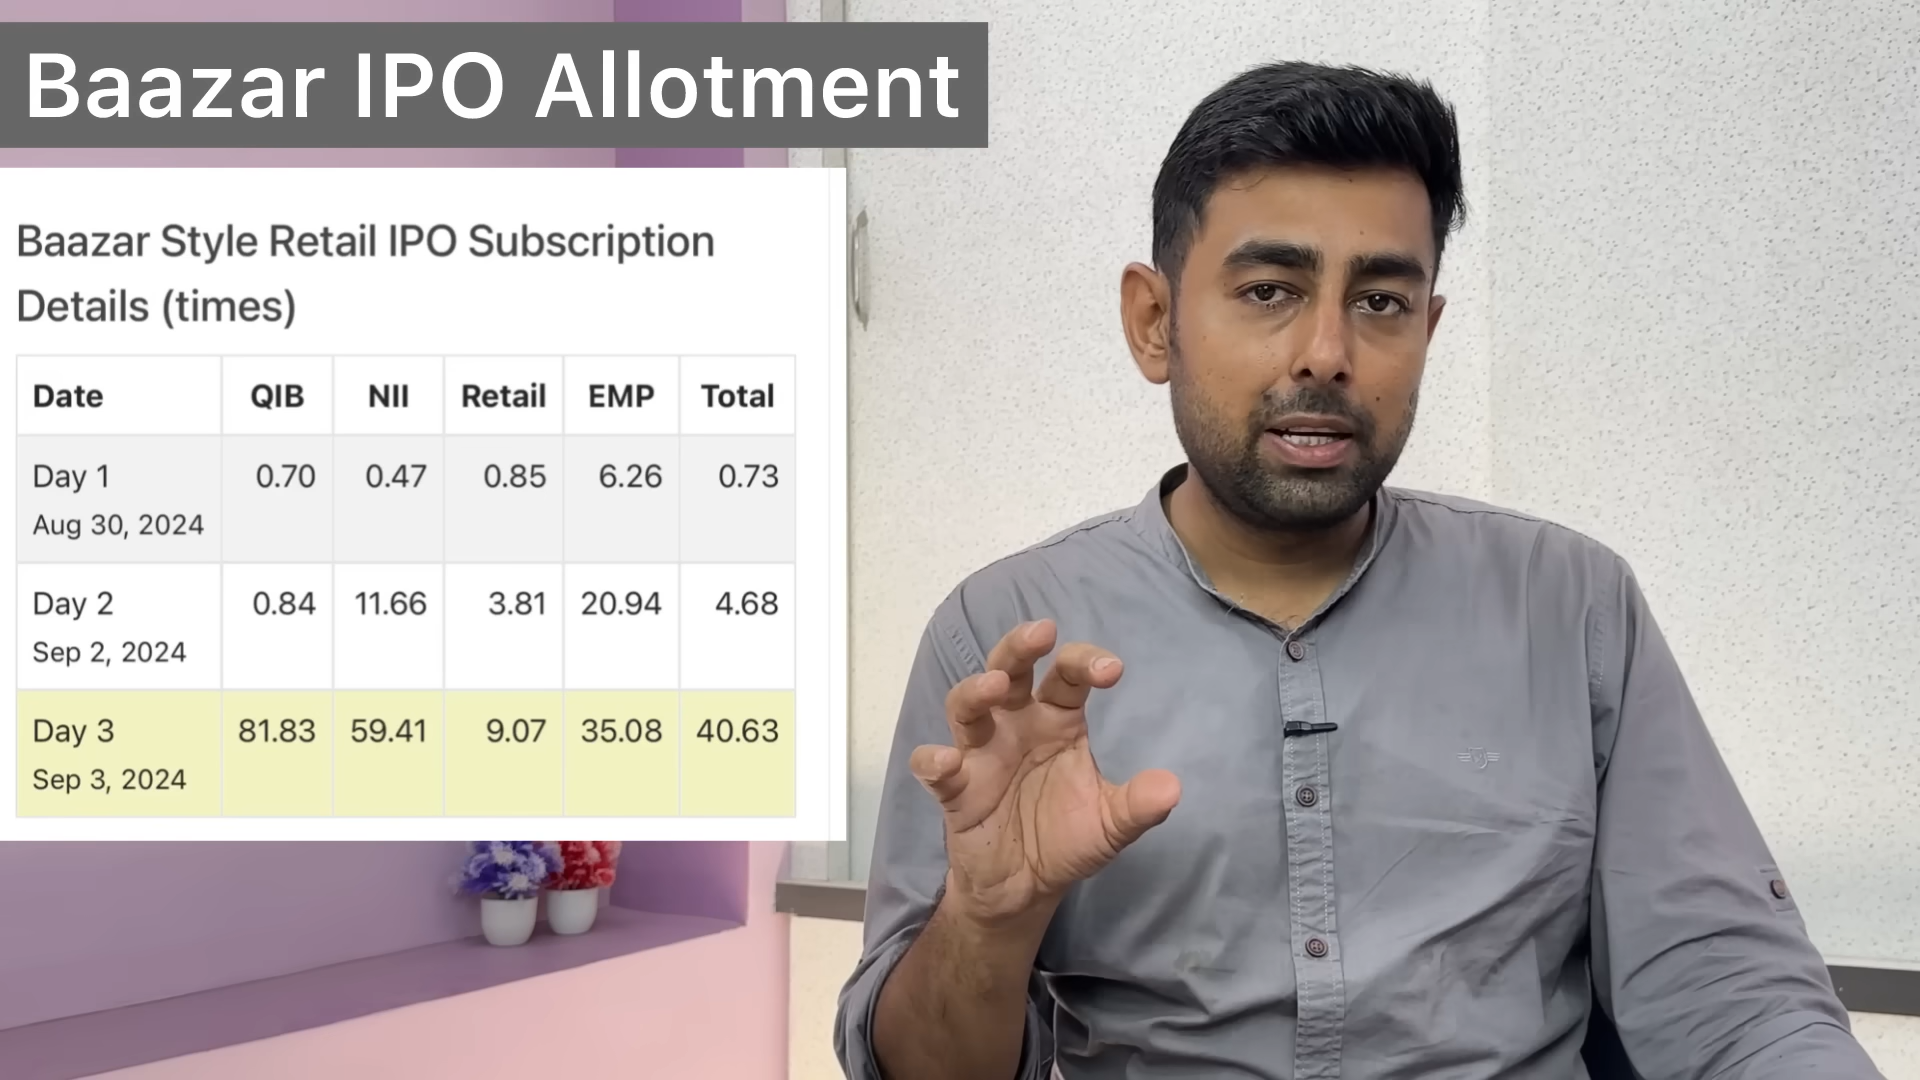 Baazar IPO Allotment
Baazar Style Retail IPO Subscription
Details (times)
Date QIB NII Retail EMP Total
Day 1 0.70 0.47 0.85 6.26 0.73
Aug 30, 2024
Day 2 0.84 11.66 3.81 20.94 4.68
Sep 2, 2024
Day 3 81.83 59.41 9.07 35.08 40.63
Sep 3, 2024